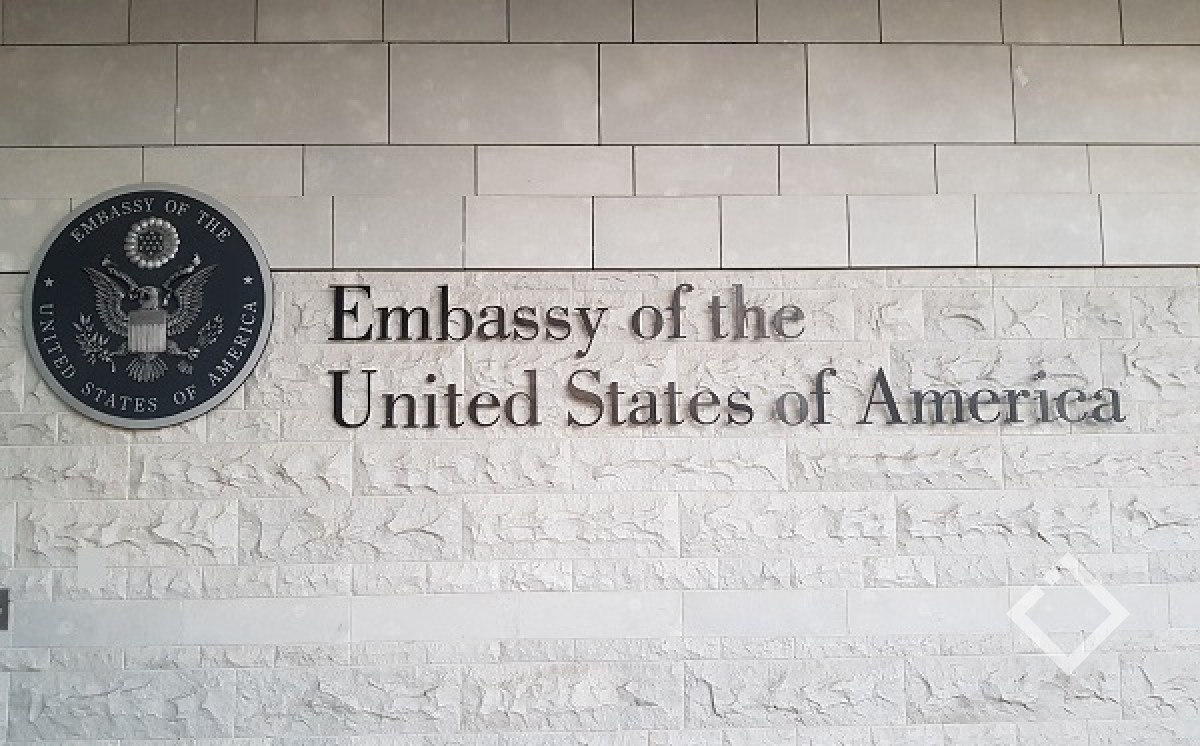 EMBASSY OF THE
UNITED STATES OF AMERICA
Embassy of the
United States of America